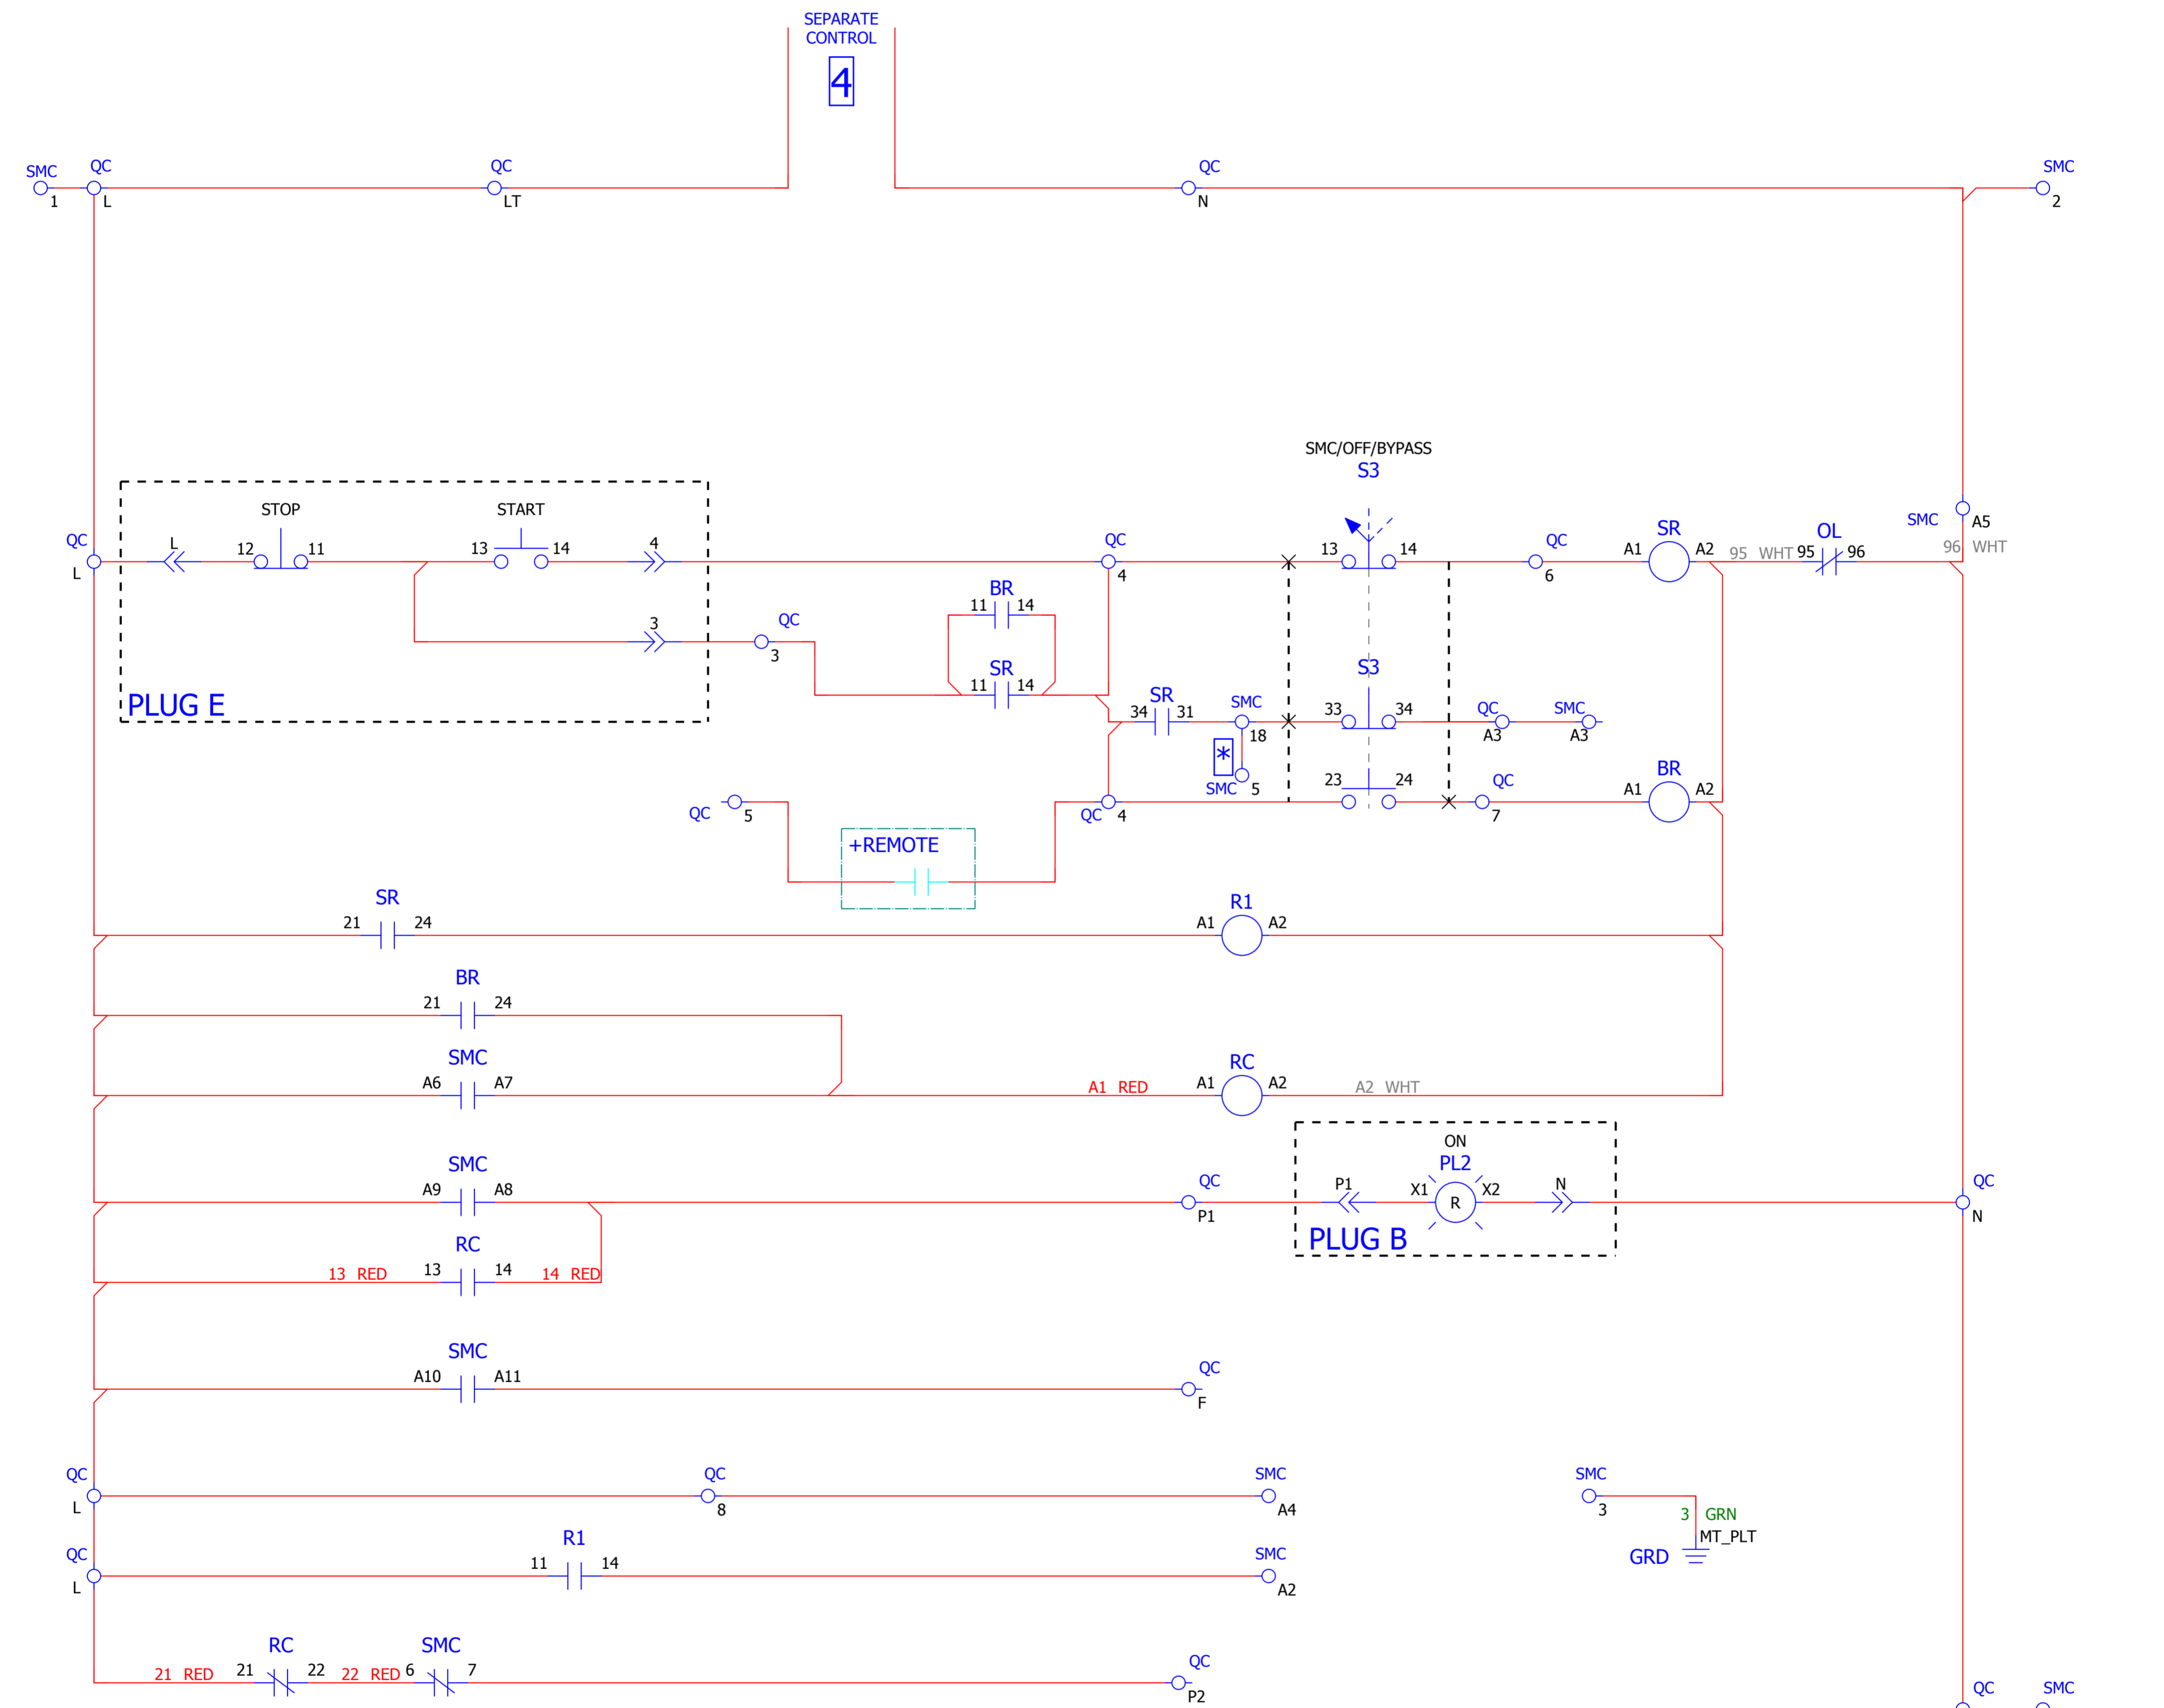 SEPARATE
CONTROL
4
SMC QC QC QC SMC
1 L LT N 2
SMC/OFF/BYPASS
S3
STOP START
QC L 12 11 13 14 4 QC 13 14 QC SR OL SMC A5
L 4 6 A1 A2 95 WHT 95 96 96 WHT
BR
11 14
3 QC
3
SR
11 14
S3
PLUG E
SR SMC
34 31 18 33 34 QC SMC
A3 A3
*
SMC 5
23 24 QC BR
QC 5 QC 4 7 A1 A2
+REMOTE
SR R1
21 24 A1 A2
BR
21 24
SMC RC
A6 A7 A1 RED A1 A2 A2 WHT
ON
SMC PL2
A9 A8 QC P1 X1 R X2 N QC
P1 N
PLUG B
RC
13 RED 13 14 14 RED
SMC
A10 A11 QC
F
QC QC SMC SMC
L 8 A4 3
3 GRN
MT_PLT
GRD
QC R1 SMC
L 11 14 A2
RC SMC QC
21 RED 21 22 22 RED 6 7 P2
QC SMC